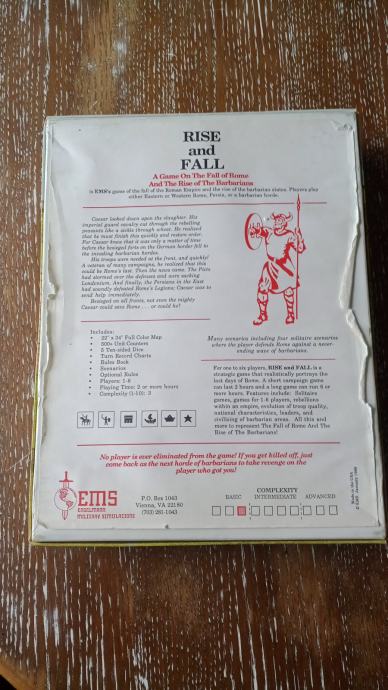 RISE
and
FALL
A Game On The Fall of Rome
And The Rise of The Barbarians
is EMS's game of the fall of the Roman Empire and the rise of the barbarian states. Players play
either Eastern or Western Rome, Persia, or a barbarian horde.
Caesar looked down upon the slaughter. His
imperial guard cavalry cut through the rebelling
peasants like a scithe through wheat. He realized
that he must finish this quickly and restore order.
For Caesar knew that it was only a matter of time
before the besieged forts on the German border fell to
the invading barbarian hordes.
His troops were needed at the front, and quickly!
A veteran of many campaigns, he realized that this
could be Rome's last. Then the news came. The Picts
had stormed over the defenses and were sacking
Londonium. And finally, the Persians in the East
had soundly defeated Rome's Legions; Caesar was to
send help immediately.
Besieged on all fronts, not even the mighty
Caesar could save Rome . . . or could he?
Many scenarios including four solitaire scenarios
where the player defends Rome against a never-
ending wave of barbarians.
Includes:
• 22" x 34" Full Color Map
• 500+ Unit Counters
• 2 Ten-sided Dice
• Turn Record Charts
• Rules Book
• Scenarios
• Optional Rules
• Players: 1-6
• Playing Time: 2 or more hours
• Complexity (1-10): 3
For one to six players, RISE and FALL is a
strategic game that realistically portrays the
last days of Rome. A short campaign game
can last 2 hours and a long game can run 6 or
more hours. Features include: Solitaire
games, games for 1-6 players, rebellions
within an empire, evolution of troop quality,
national characteristics, leaders, and
civilizing of barbarian areas. All this and
more to represent The Fall of Rome And The
Rise of The Barbarians!
No player is ever eliminated from the game! If you get killed off, just
come back as the next horde of barbarians to take revenge on the
player who got you!
EMS
ENGELMANN
MILITARY SIMULATIONS
P.O. Box 1043
Vienna, VA 22180
(703) 281-1043
COMPLEXITY
BASIC INTERMEDIATE ADVANCED
Made in the USA